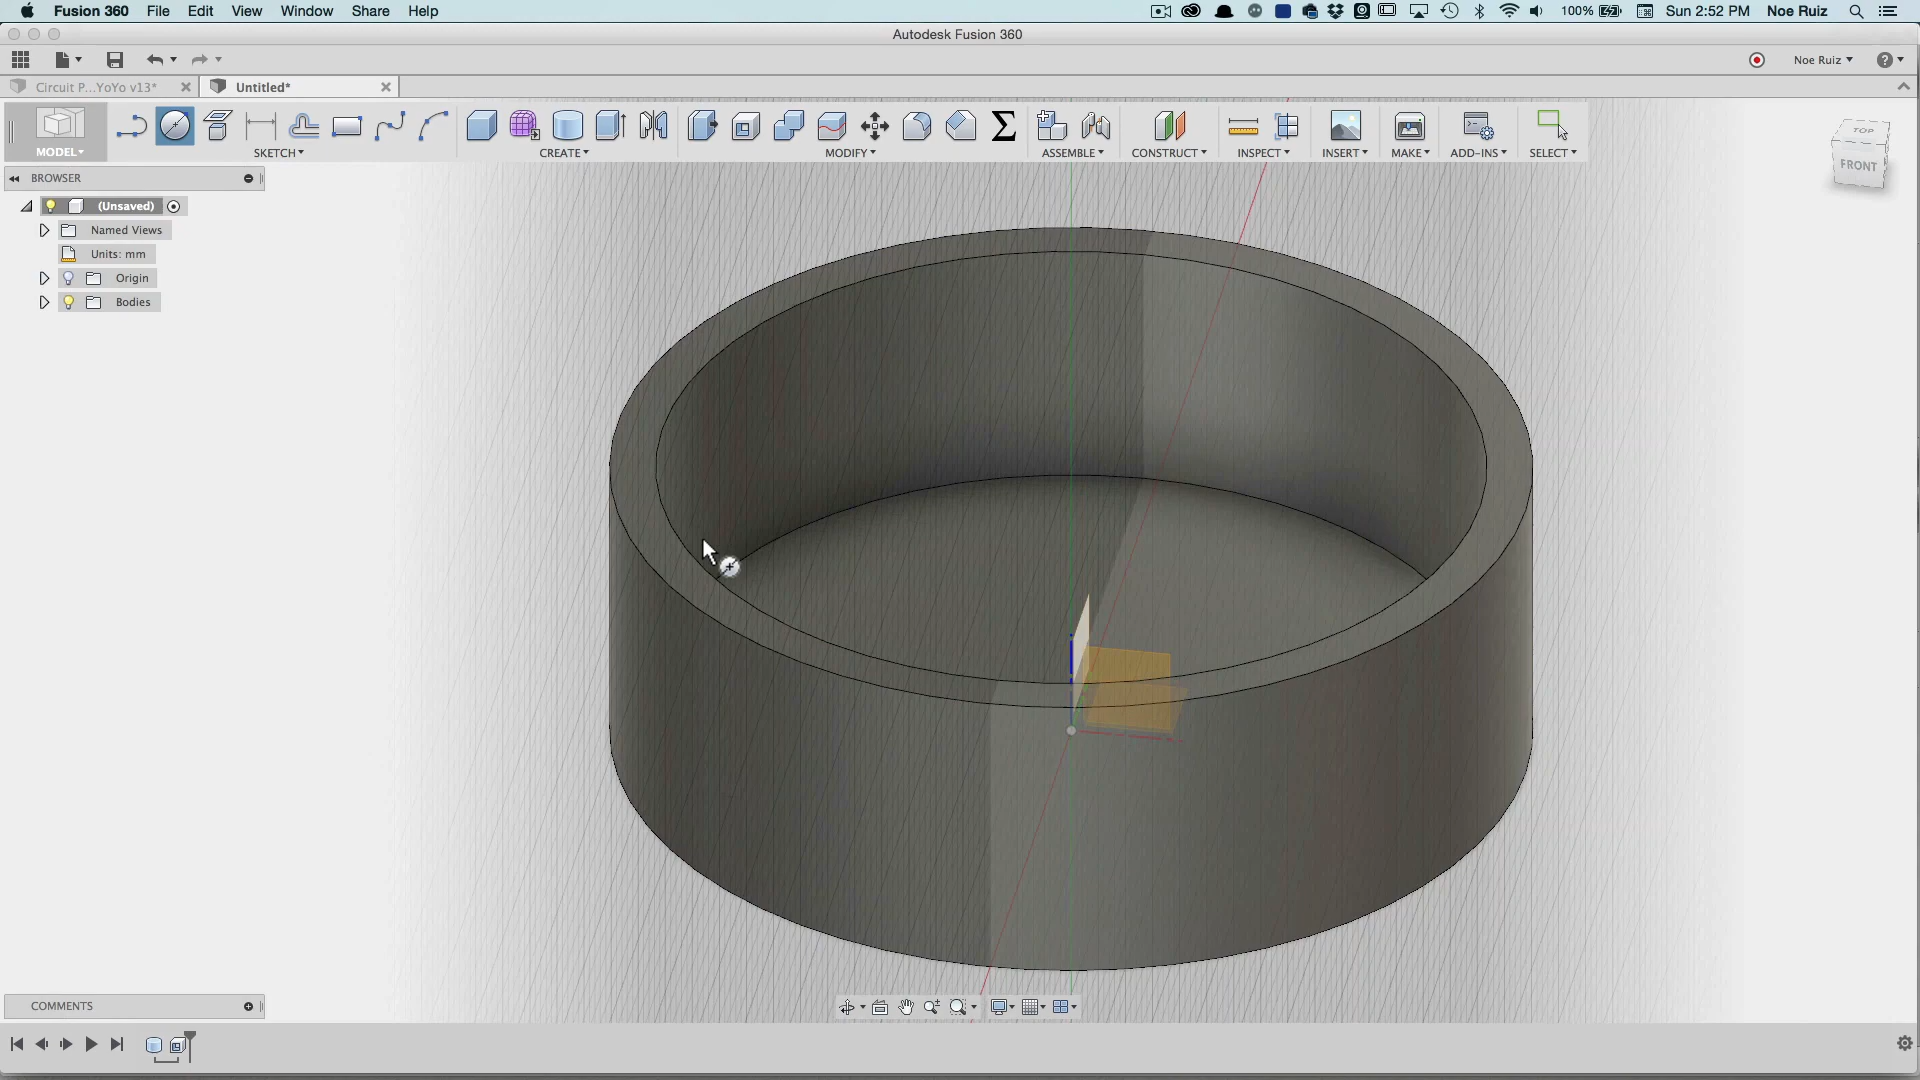 Fusion 360 File Edit View Window Share Help 100% Sun 2:52 PM Noe Ruiz
Autodesk Fusion 360
Noe Ruiz
Circuit P...YoYo v13* Untitled*
MODEL SKETCH CREATE MODIFY ASSEMBLE CONSTRUCT INSPECT INSERT MAKE ADD-INS SELECT
TOP
FRONT
BROWSER
(Unsaved)
Named Views
Units: mm
Origin
Bodies
COMMENTS